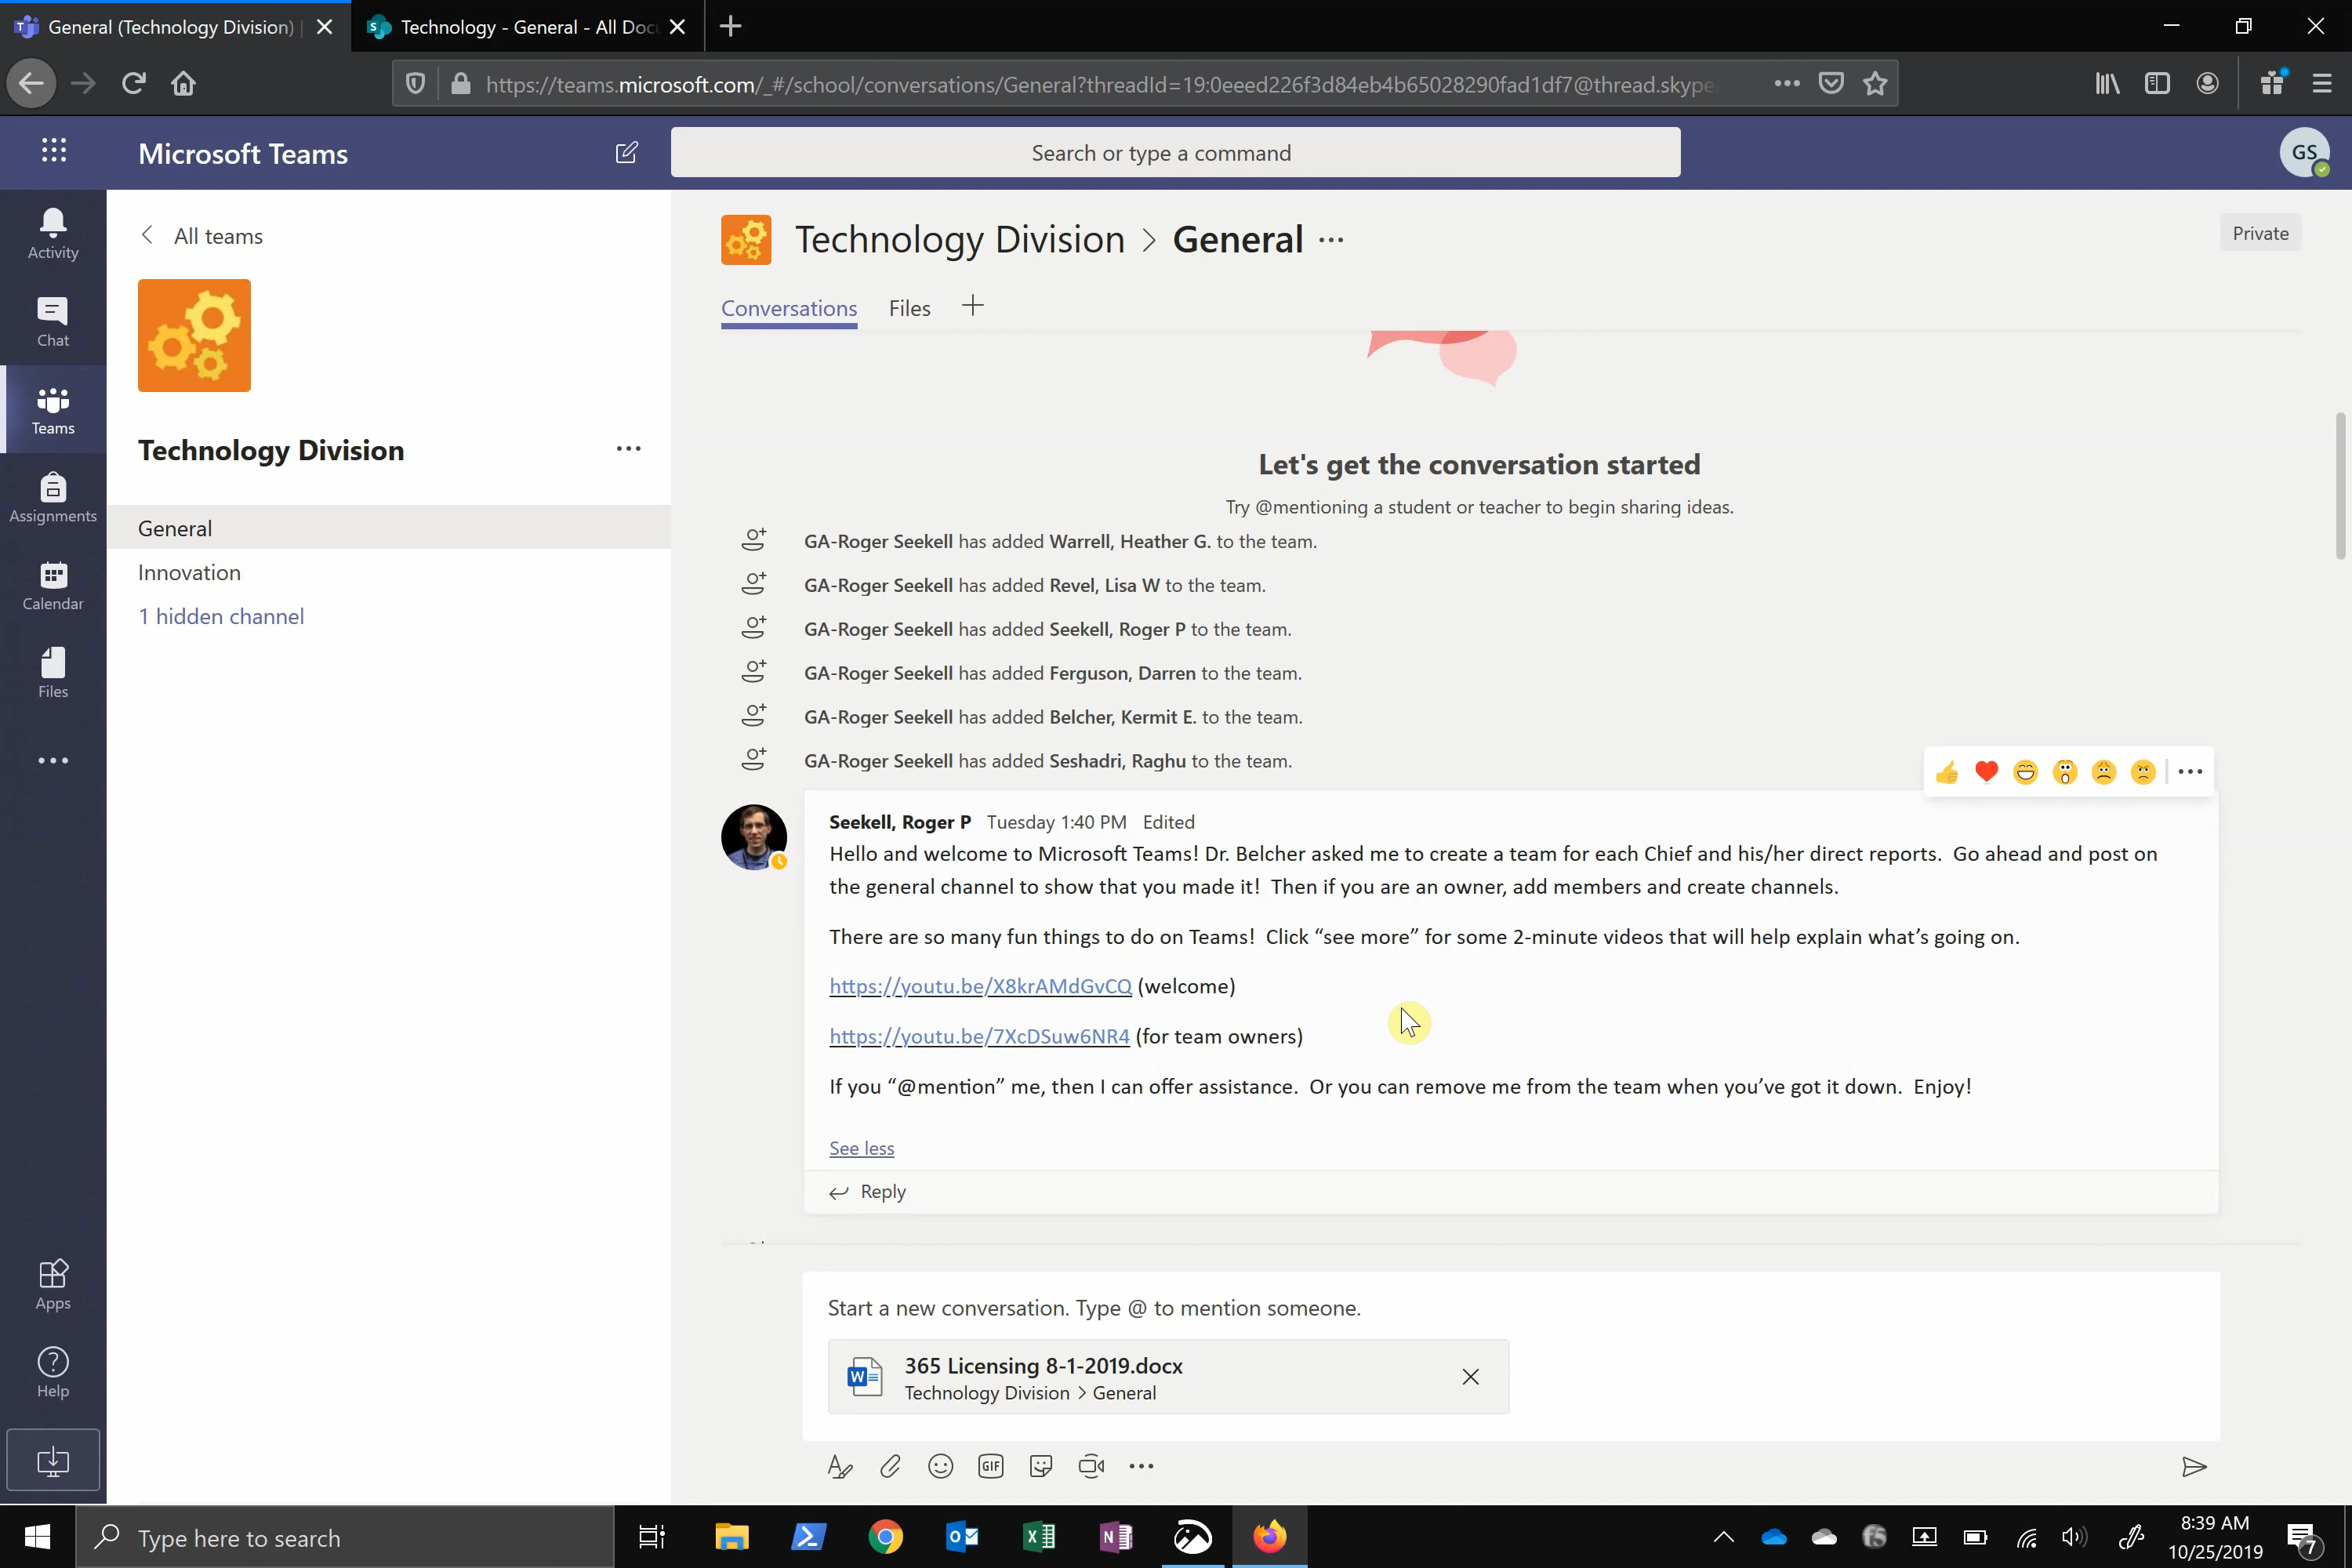 General (Technology Division)
Technology - General - All Docu
https://teams.microsoft.com/_#/school/conversations/General?threadId=19:0eeed226f3d84eb4b65028290fad1df7@thread.skype
Microsoft Teams
Search or type a command
GS
Activity
Chat
Teams
Assignments
Calendar
Files
Apps
Help
All teams
Technology Division
General
Innovation
1 hidden channel
Technology Division > General
Private
Conversations Files
Let's get the conversation started
Try @mentioning a student or teacher to begin sharing ideas.
GA-Roger Seekell has added Warrell, Heather G. to the team.
GA-Roger Seekell has added Revel, Lisa W to the team.
GA-Roger Seekell has added Seekell, Roger P to the team.
GA-Roger Seekell has added Ferguson, Darren to the team.
GA-Roger Seekell has added Belcher, Kermit E. to the team.
GA-Roger Seekell has added Seshadri, Raghu to the team.
Seekell, Roger P Tuesday 1:40 PM Edited
Hello and welcome to Microsoft Teams! Dr. Belcher asked me to create a team for each Chief and his/her direct reports. Go ahead and post on
the general channel to show that you made it! Then if you are an owner, add members and create channels.
There are so many fun things to do on Teams! Click “see more” for some 2-minute videos that will help explain what’s going on.
https://youtu.be/X8krAMdGvCQ (welcome)
https://youtu.be/7XcDSuw6NR4 (for team owners)
If you “@mention” me, then I can offer assistance. Or you can remove me from the team when you’ve got it down. Enjoy!
See less
Reply
Start a new conversation. Type @ to mention someone.
365 Licensing 8-1-2019.docx
Technology Division > General
GIF
Type here to search
8:39 AM
10/25/2019
7